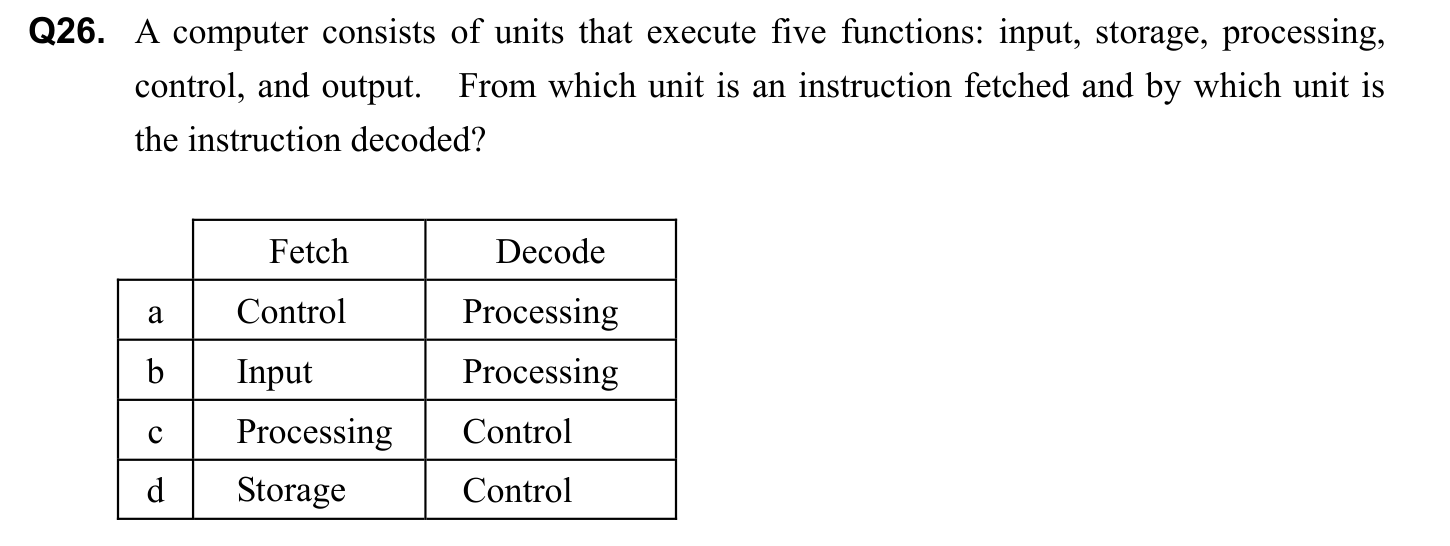 Q26. A computer consists of units that execute five functions: input, storage, processing,
control, and output. From which unit is an instruction fetched and by which unit is
the instruction decoded?
Fetch Decode
a Control Processing
b Input Processing
c Processing Control
d Storage Control